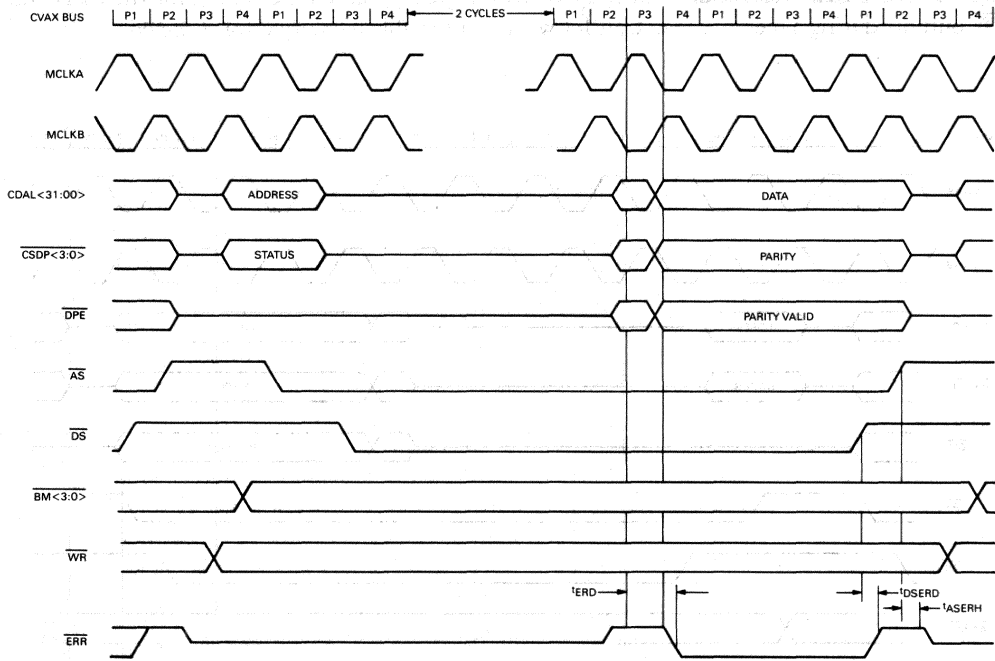 CVAX BUS P1 P2 P3 P4 P1 P2 P3 P4 2 CYCLES P1 P2 P3 P4 P1 P2 P3 P4 P1 P2 P3 P4
MCLKA
MCLKB
CDAL<31:00> ADDRESS DATA
CSDP<3:0> STATUS PARITY
DPE PARITY VALID
AS
DS
BM<3:0>
WR
tERD tDSERD
tASERH
ERR